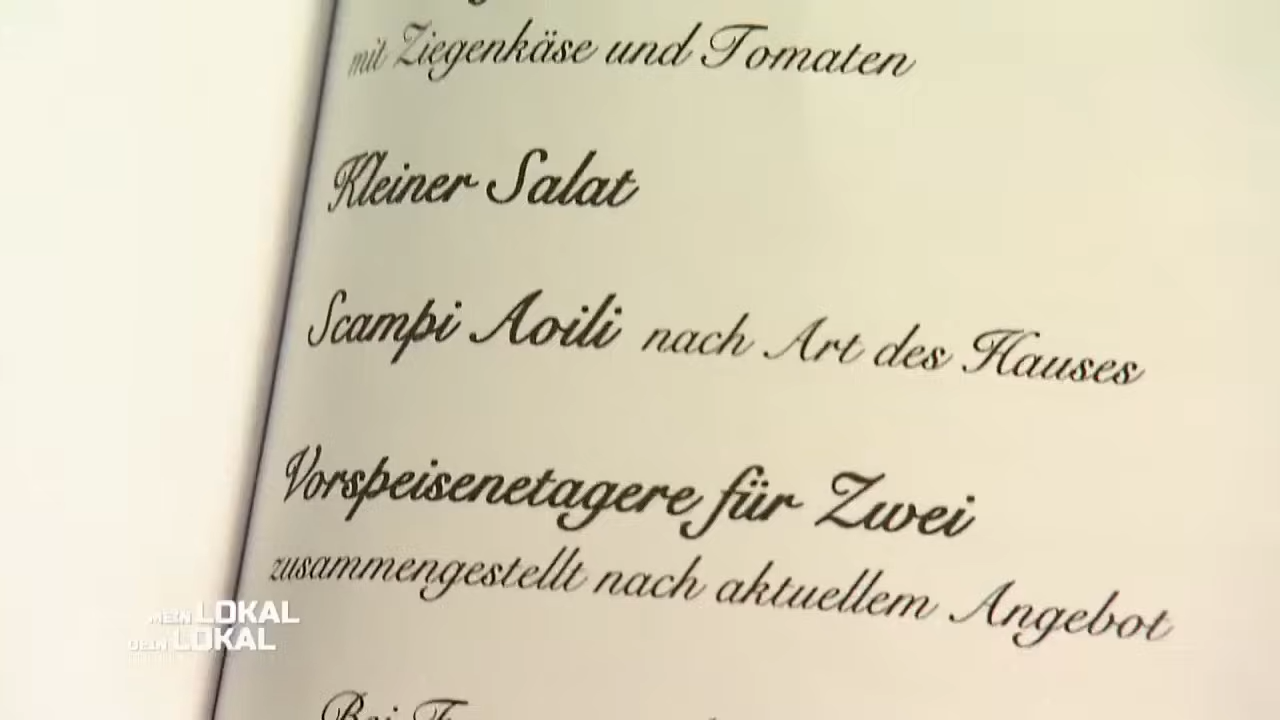 mit Ziegenkäse und Tomaten
Kleiner Salat
Scampi Aoili nach Art des Hauses
Vorspeisenetagere für Zwei
zusammengestellt nach aktuellem Angebot
MEIN LOKAL
DEIN LOKAL
Bei